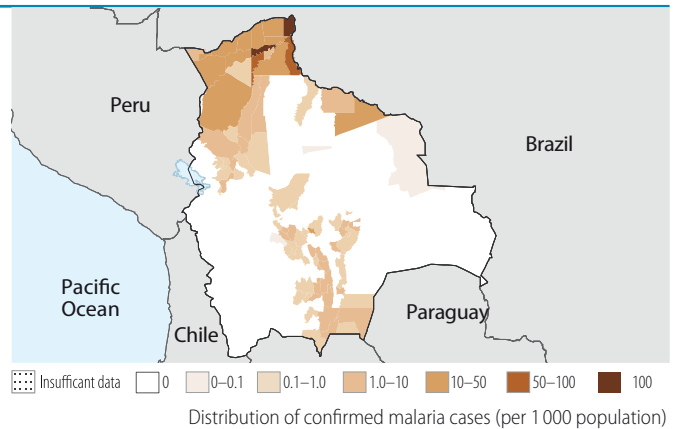 Peru
Brazil
Pacific
Ocean
Paraguay
Chile
Insufficant data 0 0–0.1 0.1–1.0 1.0–10 10–50 50–100 100
Distribution of confirmed malaria cases (per 1 000 population)